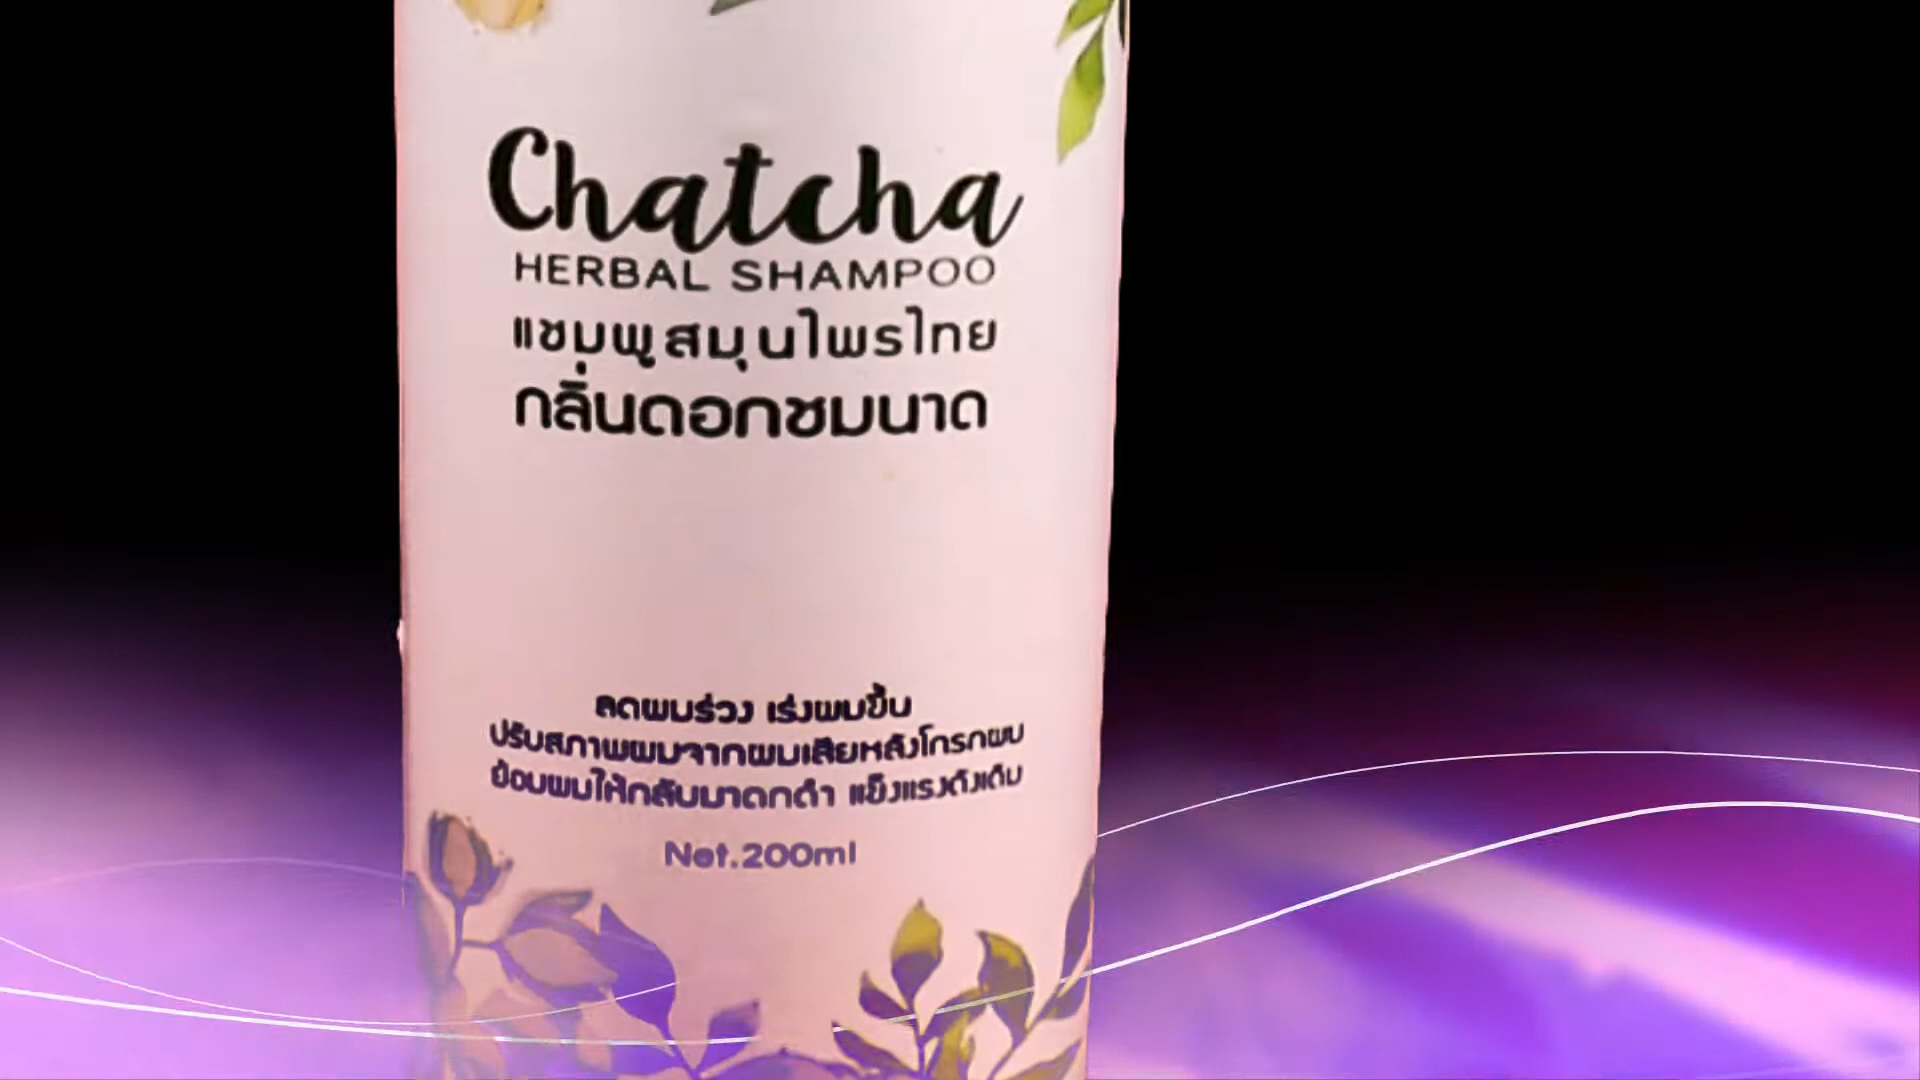 Chatcha
HERBAL SHAMPOO
แชมพูสมุนไพรไทย
กลิ่นดอกชมนาด
ลดผมร่วง เร่งผมขึ้น
ปรับสภาพผมจากผมเสียหลังโกรกผม
ย้อมผมให้กลับมาดกดำ แข็งแรงดังเดิม
Net.200ml